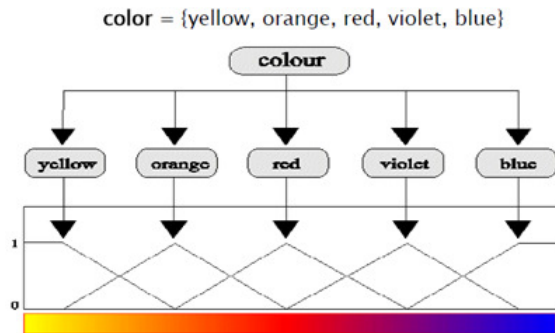 color = {yellow, orange, red, violet, blue}
colour
yellow orange red violet blue
1
0